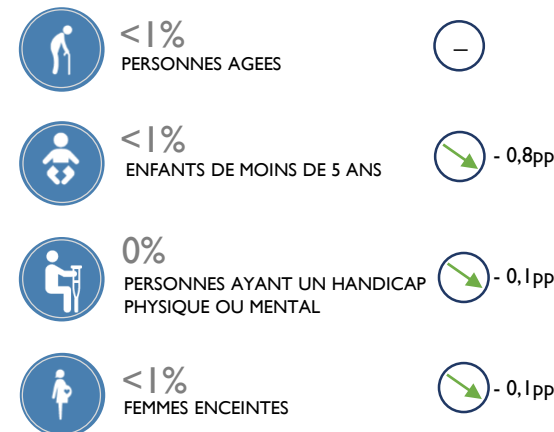 <1%
PERSONNES AGEES
–
<1%
ENFANTS DE MOINS DE 5 ANS
- 0,8pp
0%
PERSONNES AYANT UN HANDICAP
PHYSIQUE OU MENTAL
- 0,1pp
<1%
FEMMES ENCEINTES
- 0,1pp